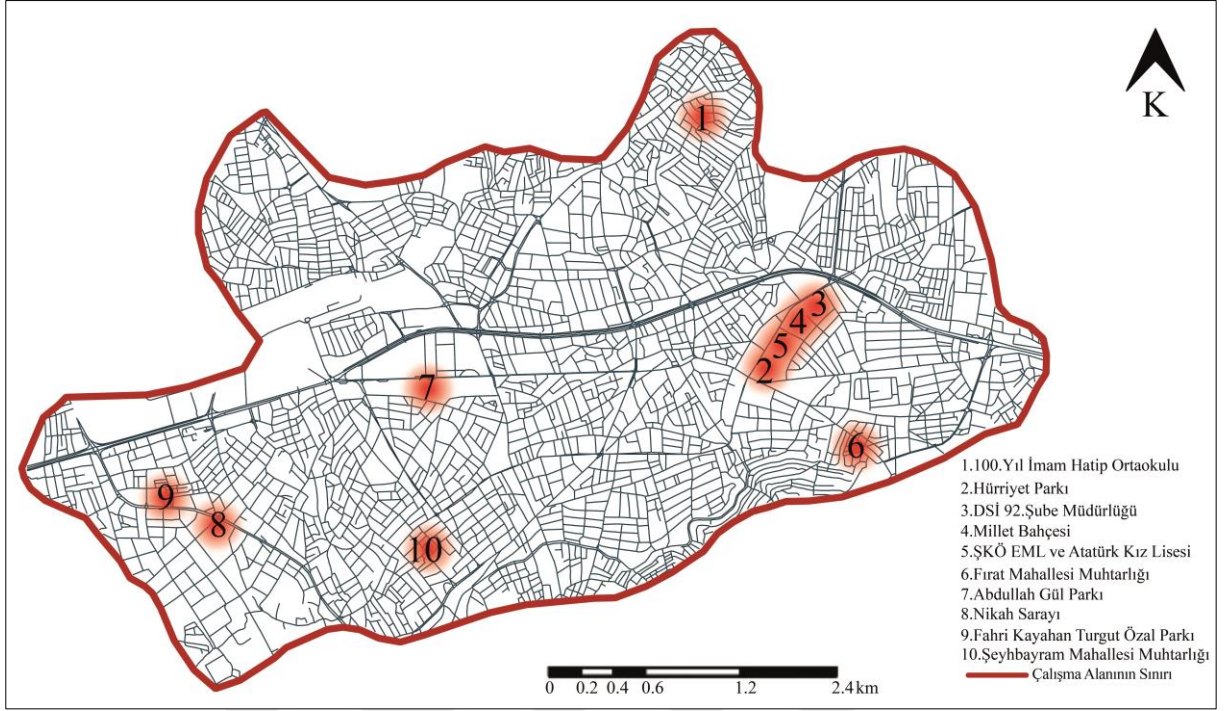 K
1
3
4
5
2
7
6
9
8
10
1.100.Yıl İmam Hatip Ortaokulu
2.Hürriyet Parkı
3.DSİ 92.Şube Müdürlüğü
4.Millet Bahçesi
5.ŞKÖ EML ve Atatürk Kız Lisesi
6.Fırat Mahallesi Muhtarlığı
7.Abdullah Gül Parkı
8.Nikah Sarayı
9.Fahri Kayahan Turgut Özal Parkı
10.Şeyhbayram Mahallesi Muhtarlığı
Çalışma Alanının Sınırı
0 0.2 0.4 0.6 1.2 2.4 km